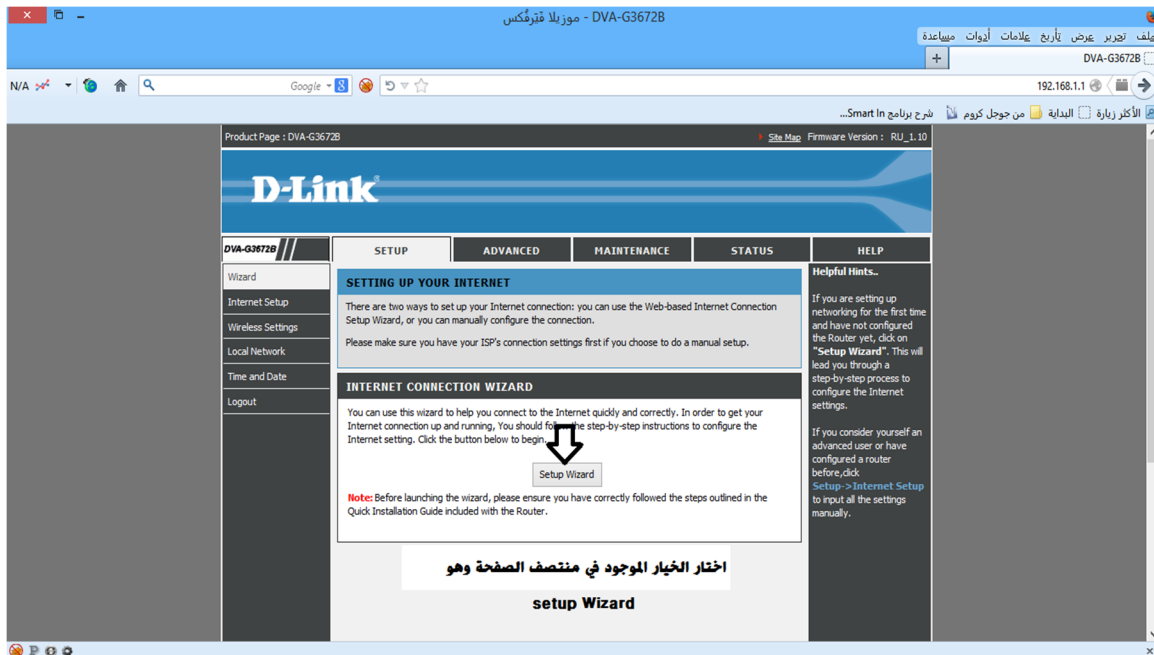 DVA-G3672B - موزيلا فَيَرفُكس
ملف تحرير عرض تأريخ علامات أدوات مساعدة
DVA-G3672B
192.168.1.1
Google
N/A
الأكثر زيارة البداية من جوجل كروم شرح برنامج Smart In...
Product Page : DVA-G3672B
Site Map Firmware Version : RU_1.10
D-Link
DVA-G3672B
SETUP ADVANCED MAINTENANCE STATUS HELP
Wizard
Internet Setup
Wireless Settings
Local Network
Time and Date
Logout
SETTING UP YOUR INTERNET
There are two ways to set up your Internet connection: you can use the Web-based Internet Connection
Setup Wizard, or you can manually configure the connection.
Please make sure you have your ISP's connection settings first if you choose to do a manual setup.
INTERNET CONNECTION WIZARD
You can use this wizard to help you connect to the Internet quickly and correctly. In order to get your
Internet connection up and running, You should follow the step-by-step instructions to configure the
Internet setting. Click the button below to begin.
Setup Wizard
Note: Before launching the wizard, please ensure you have correctly followed the steps outlined in the
Quick Installation Guide included with the Router.
اختار الخيار الموجود في منتصف الصفحة وهو
setup Wizard
Helpful Hints..
If you are setting up
networking for the first time
and have not configured
the Router yet, click on
"Setup Wizard". This will
lead you through a
step-by-step process to
configure the Internet
settings.
If you consider yourself an
advanced user or have
configured a router
before,click
Setup->Internet Setup
to input all the settings
manually.